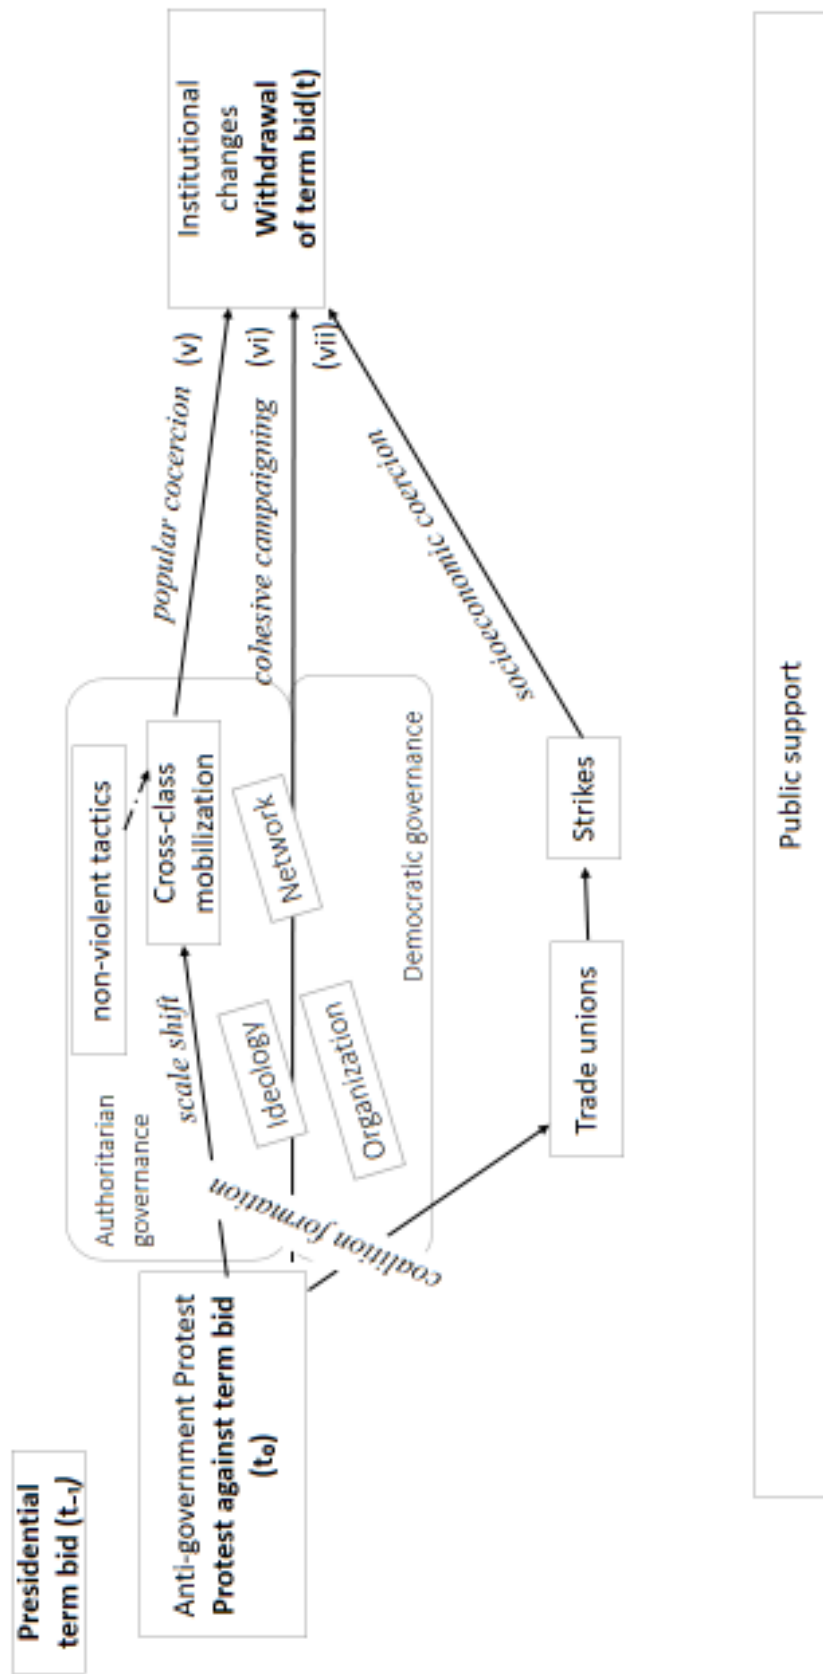 Presidential
term bid (t₋₁)
Anti-government Protest
Protest against term bid
(t₀)
coalition formation
Authoritarian
governance
scale shift
non-violent tactics
Cross-class
mobilization
Ideology
Network
Organization
Democratic governance
Trade unions
Strikes
popular cocercion
(v)
cohesive campaigning
(vi)
socioeconomic coercion
(vii)
Institutional
changes
Withdrawal
of term bid(t)
Public support